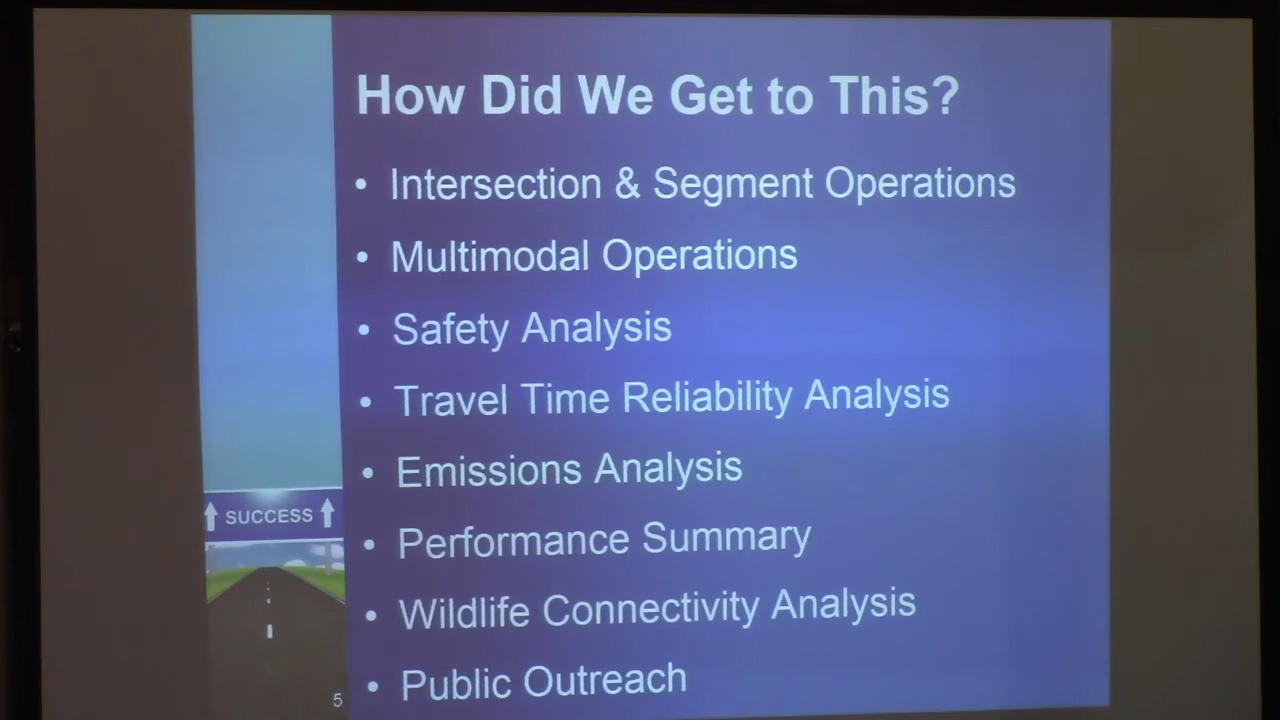 How Did We Get to This?
• Intersection & Segment Operations
• Multimodal Operations
• Safety Analysis
• Travel Time Reliability Analysis
• Emissions Analysis
• Performance Summary
• Wildlife Connectivity Analysis
• Public Outreach
SUCCESS
5